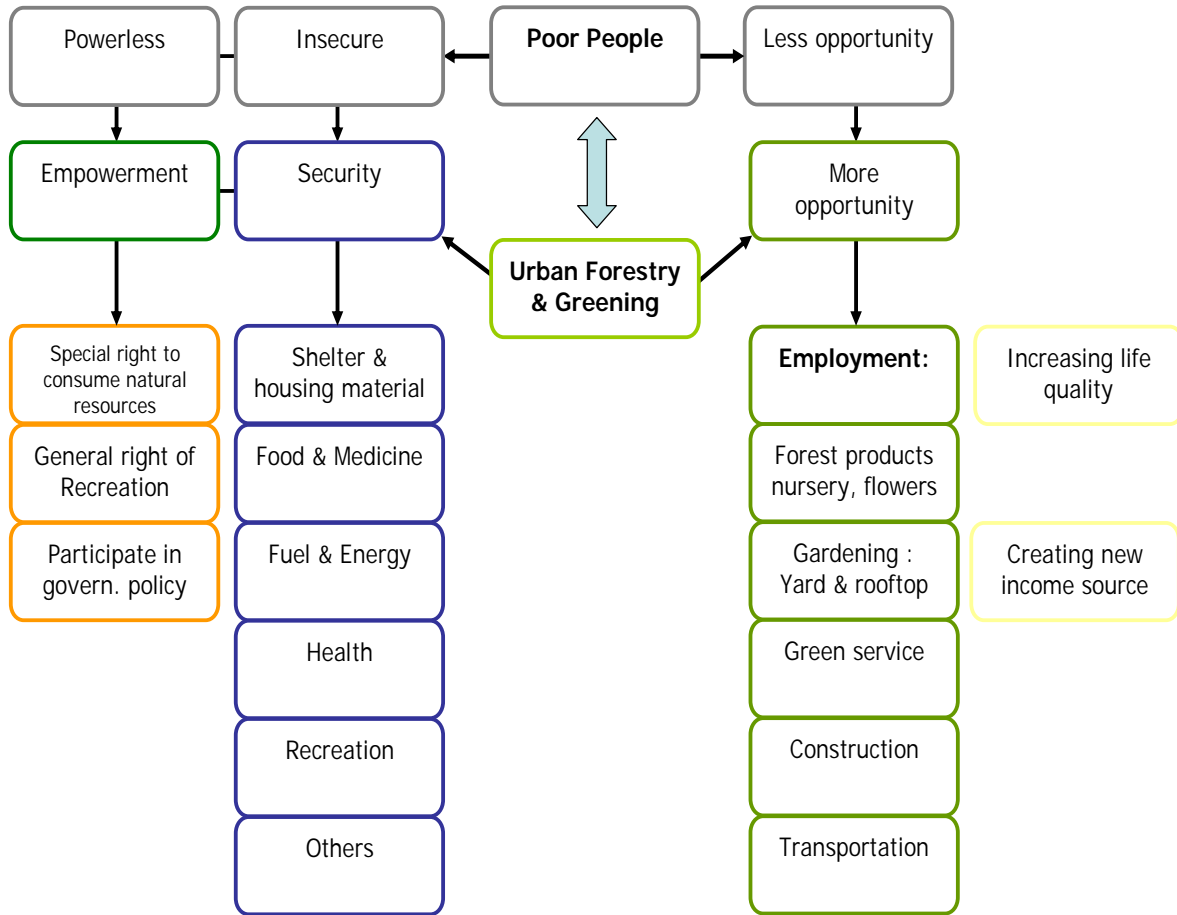 Powerless
Insecure
Poor People
Less opportunity
Empowerment
Security
More
opportunity
Urban Forestry
& Greening
Special right to
consume natural
resources
Shelter &
housing material
Employment:
Increasing life
quality
General right of
Recreation
Food & Medicine
Forest products
nursery, flowers
Participate in
govern. policy
Fuel & Energy
Gardening :
Yard & rooftop
Creating new
income source
Health
Green service
Recreation
Construction
Others
Transportation